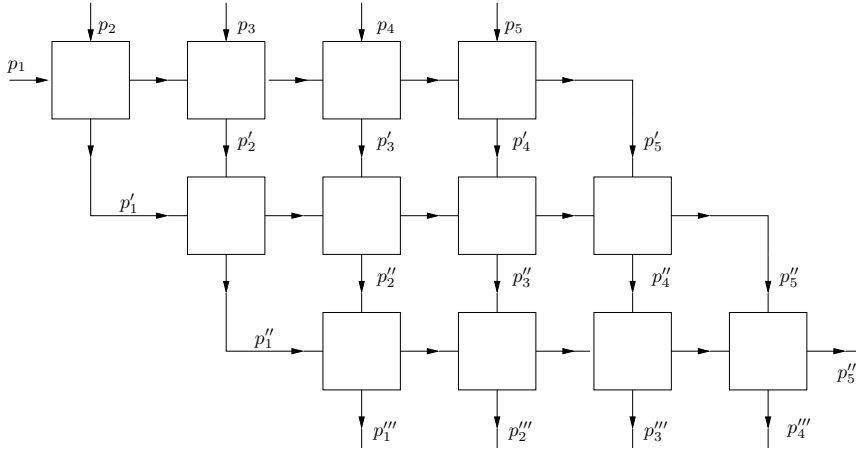 p₂ p₃ p₄ p₅
p₁
p′₂ p′₃ p′₄ p′₅
p′₁
p″₂ p″₃ p″₄ p″₅
p″₁
p″₅
p‴₁ p‴₂ p‴₃ p‴₄